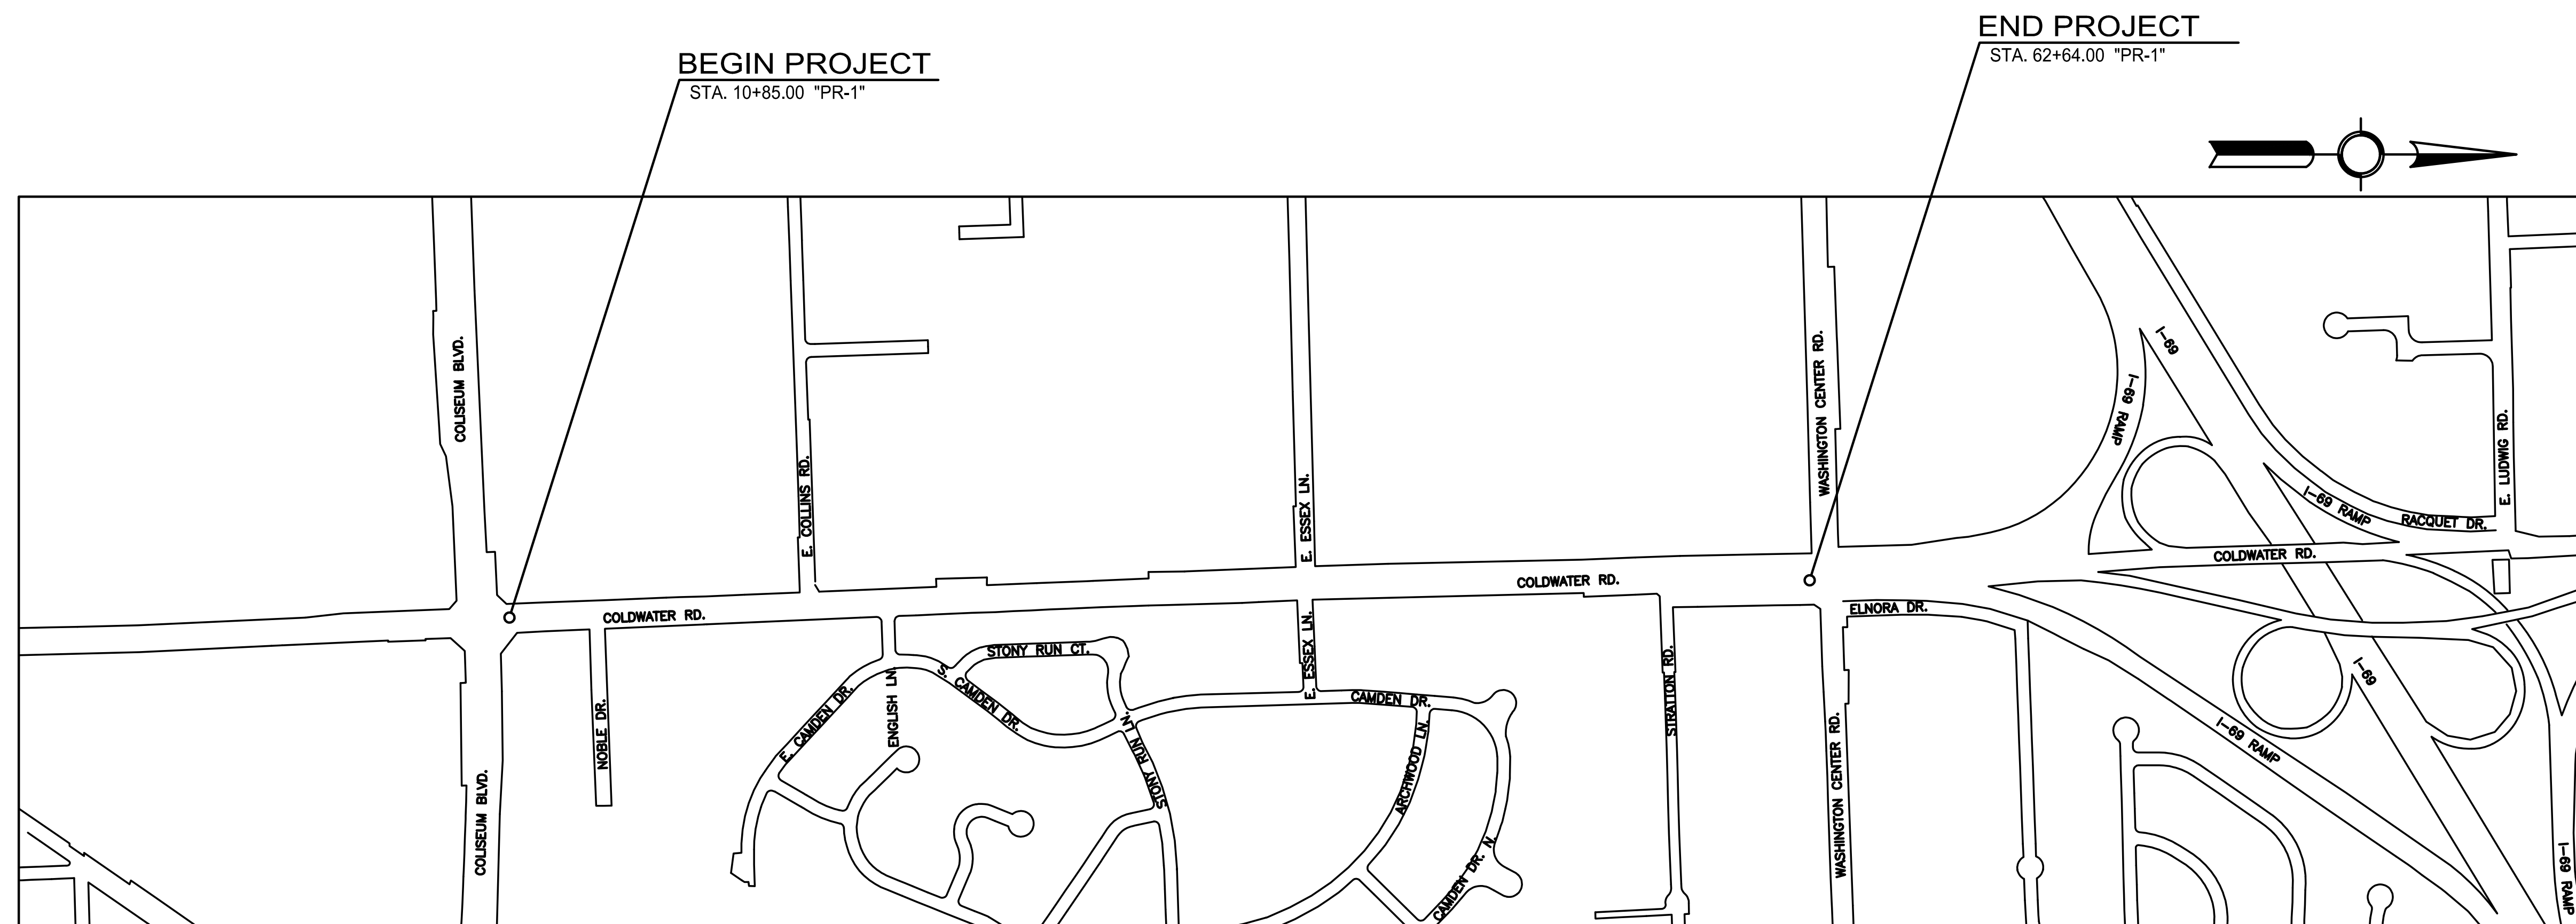 END PROJECT
STA. 62+64.00 "PR-1"
BEGIN PROJECT
STA. 10+85.00 "PR-1"
COLISEUM BLVD.
E. COLLINS RD.
E. ESSEX LN.
WASHINGTON CENTER RD.
I-69
I-69 RAMP
I-69 RAMP
RACQUET DR.
E. LUDWIG RD.
COLDWATER RD.
COLDWATER RD.
COLDWATER RD.
ELNORA DR.
NOBLE DR.
E. CAMDEN DR.
ENGLISH LN.
S. CAMDEN DR.
STONY RUN CT.
STONY RUN LN.
E. ESSEX LN.
CAMDEN DR.
ARCHWOOD LN.
CAMDEN DR. N.
STRATTON RD.
WASHINGTON CENTER RD.
I-69
I-69 RAMP
I-69 RAMP
COLISEUM BLVD.